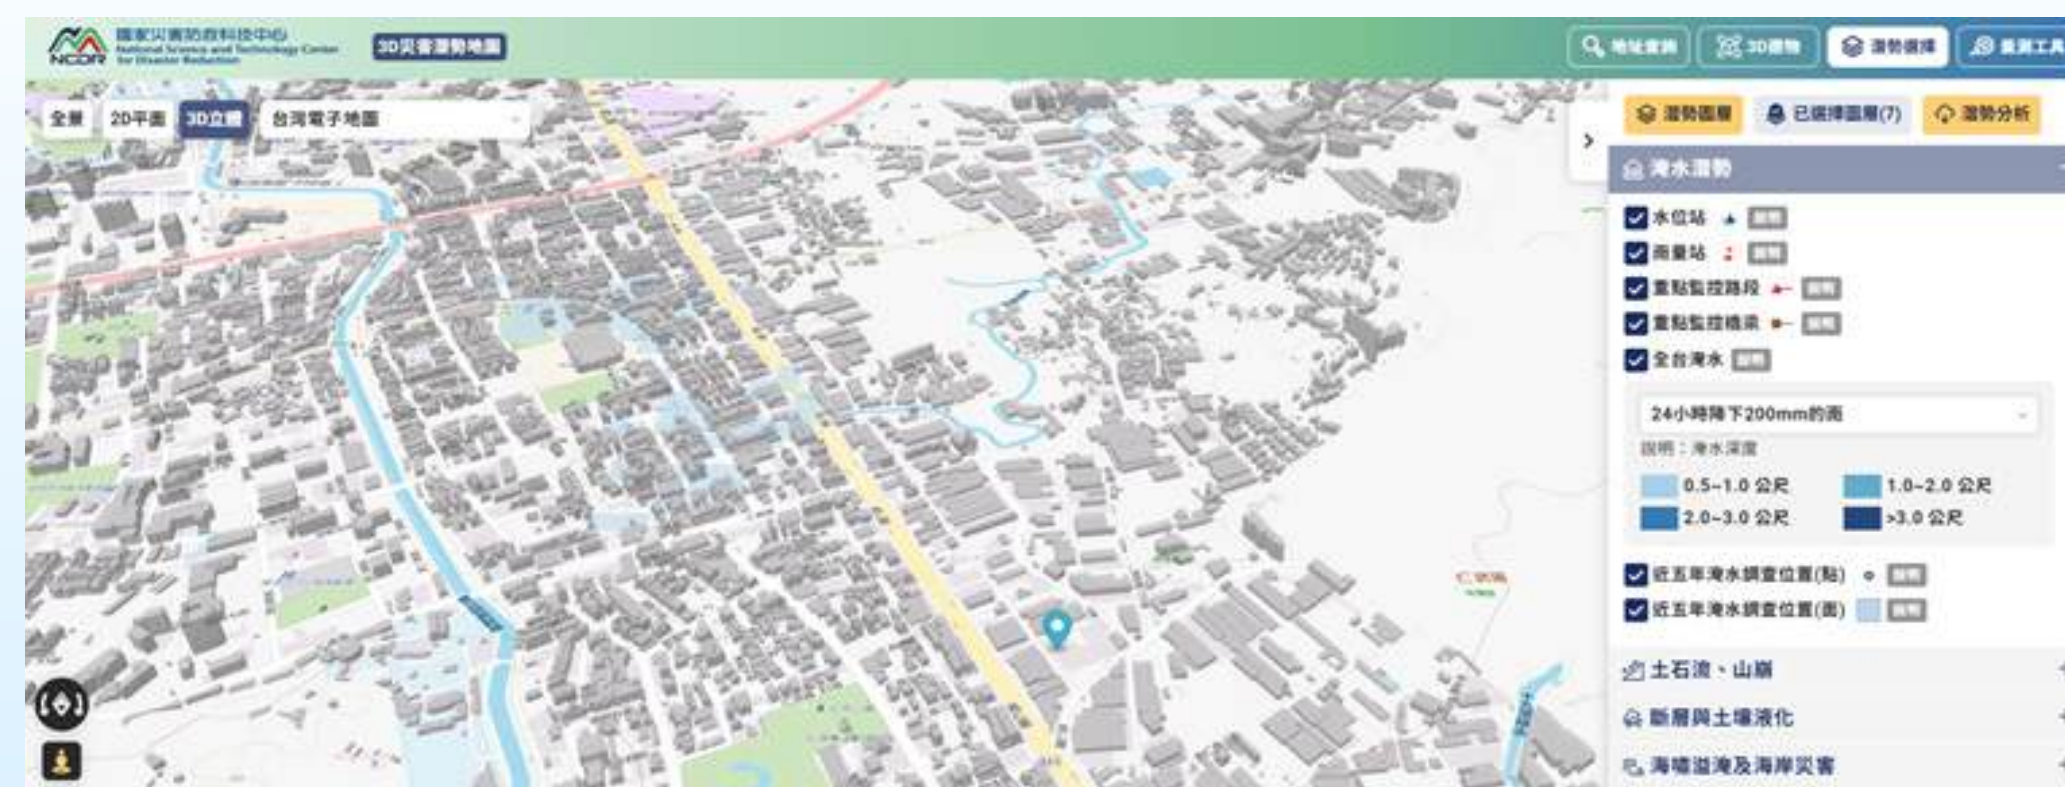 NCDR
國家災害防救科技中心
National Science and Technology Center
for Disaster Reduction
3D災害潛勢地圖
地址查詢
3D建物
潛勢選擇
量測工具
全景
2D平面
3D立體
台灣電子地圖
潛勢圖層
已選擇圖層(7)
潛勢分析
淹水潛勢
水位站
雨量站
重點監控路段
重點監控橋梁
全台淹水
24小時降下200mm的雨
說明：淹水深度
0.5~1.0 公尺
1.0~2.0 公尺
2.0~3.0 公尺
>3.0 公尺
近五年淹水調查位置(點)
近五年淹水調查位置(面)
土石流、山崩
斷層與土壤液化
海嘯溢淹及海岸災害